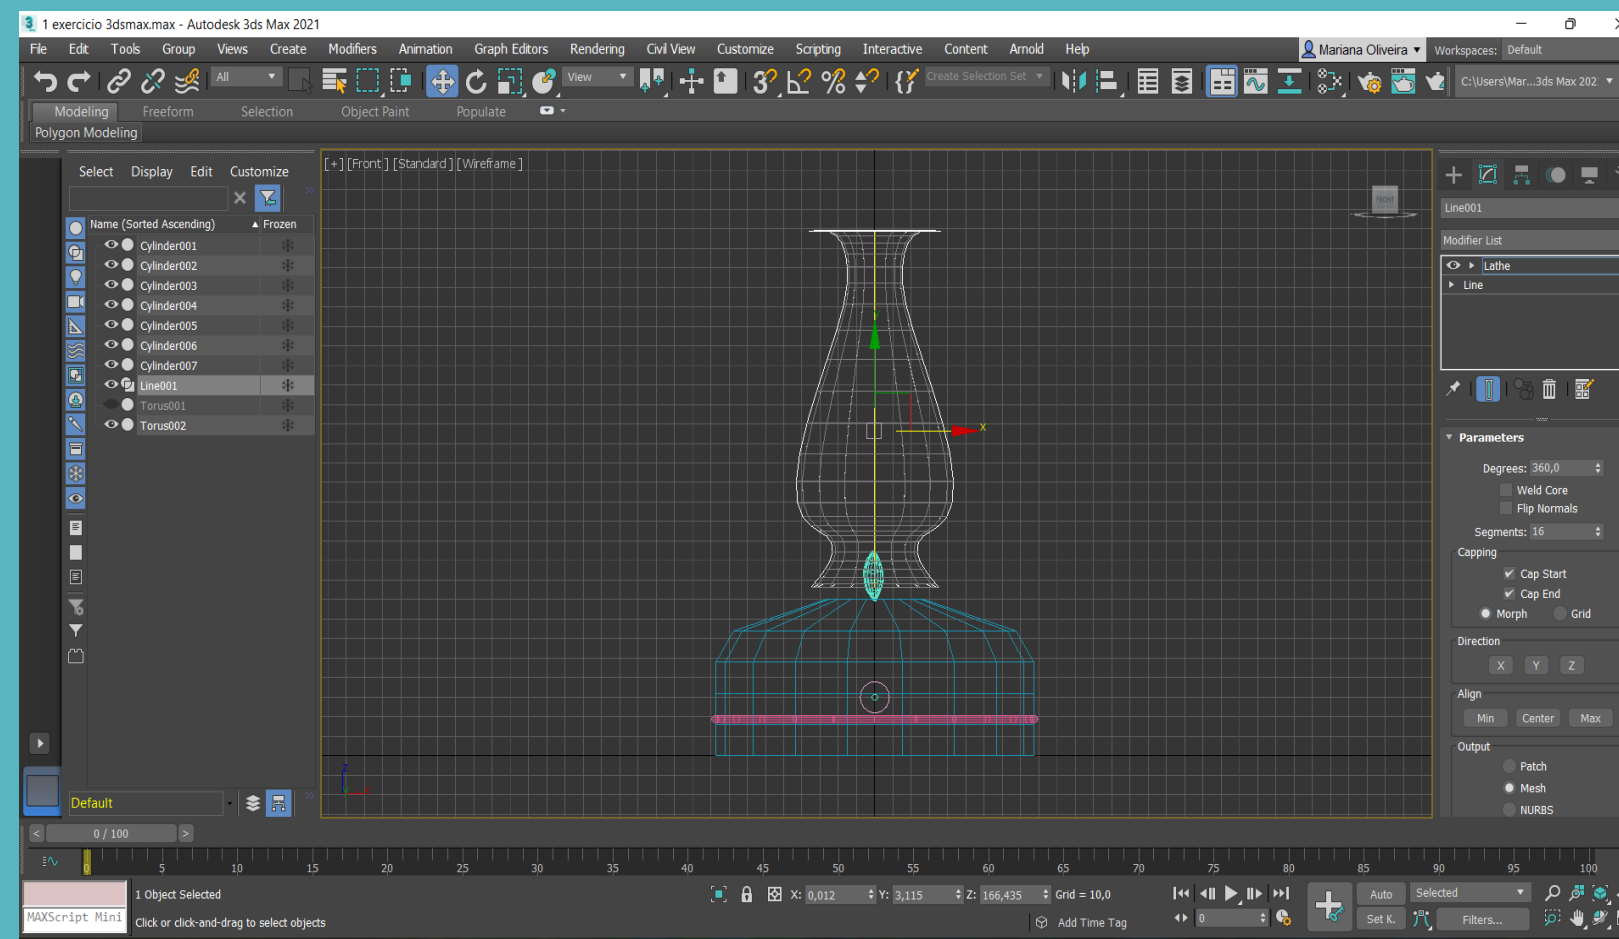 1 exercicio 3dsmax.max - Autodesk 3ds Max 2021
File Edit Tools Group Views Create Modifiers Animation Graph Editors Rendering Civil View Customize Scripting Interactive Content Arnold Help
Mariana Oliveira
Workspaces: Default
All
View
Create Selection Set
C:\Users\Mar...3ds Max 202
Modeling Freeform Selection Object Paint Populate
Polygon Modeling
Select Display Edit Customize
Name (Sorted Ascending) Frozen
Cylinder001
Cylinder002
Cylinder003
Cylinder004
Cylinder005
Cylinder006
Cylinder007
Line001
Torus001
Torus002
Default
[+] [Front] [Standard] [Wireframe]
FRONT
x
z
Line001
Modifier List
Lathe
Line
Parameters
Degrees: 360,0
Weld Core
Flip Normals
Segments: 16
Capping
Cap Start
Cap End
Morph Grid
Direction
X Y Z
Align
Min Center Max
Output
Patch
Mesh
NURBS
< 0 / 100 >
0 5 10 15 20 25 30 35 40 45 50 55 60 65 70 75 80 85 90 95 100
MAXScript Mini
1 Object Selected
Click or click-and-drag to select objects
X: 0,012 Y: 3,115 Z: 166,435 Grid = 10,0
Add Time Tag
0
Auto Selected
Set K. Filters...